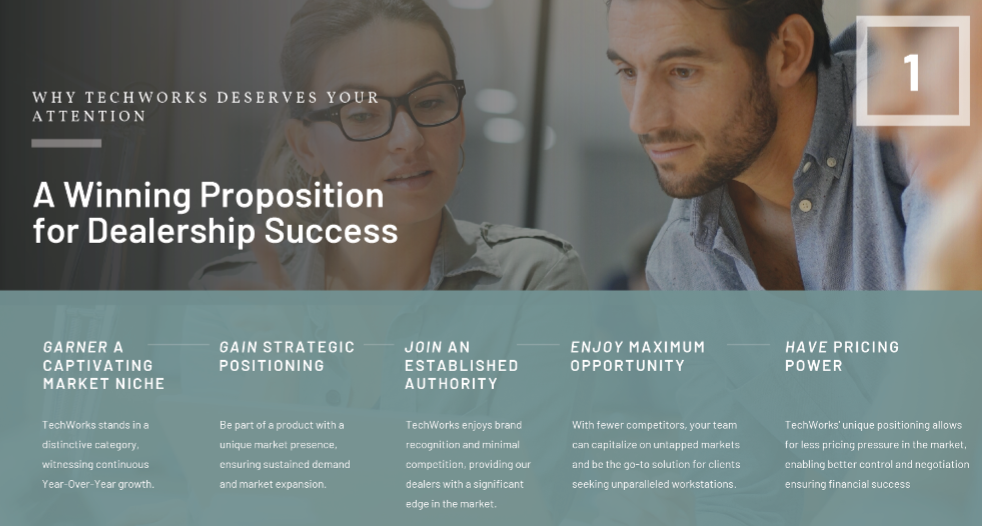 WHY TECHWORKS DESERVES YOUR
ATTENTION
1
A Winning Proposition
for Dealership Success
GARNER A
CAPTIVATING
MARKET NICHE
TechWorks stands in a
distinctive category,
witnessing continuous
Year-Over-Year growth.
GAIN STRATEGIC
POSITIONING
Be part of a product with a
unique market presence,
ensuring sustained demand
and market expansion.
JOIN AN
ESTABLISHED
AUTHORITY
TechWorks enjoys brand
recognition and minimal
competition, providing our
dealers with a significant
edge in the market.
ENJOY MAXIMUM
OPPORTUNITY
With fewer competitors, your team
can capitalize on untapped markets
and be the go-to solution for clients
seeking unparalleled workstations.
HAVE PRICING
POWER
TechWorks' unique positioning allows
for less pricing pressure in the market,
enabling better control and negotiation
ensuring financial success